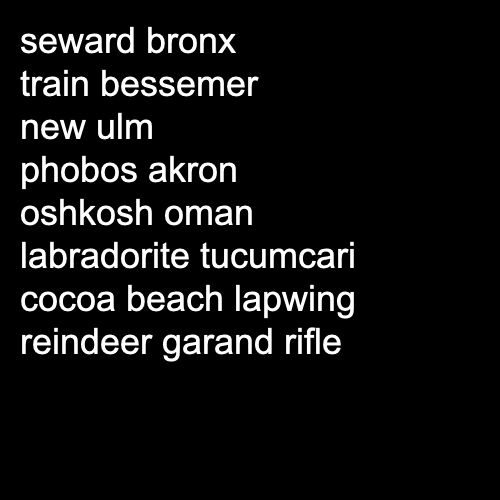 seward bronx
train bessemer
new ulm
phobos akron
oshkosh oman
labradorite tucumcari
cocoa beach lapwing
reindeer garand rifle